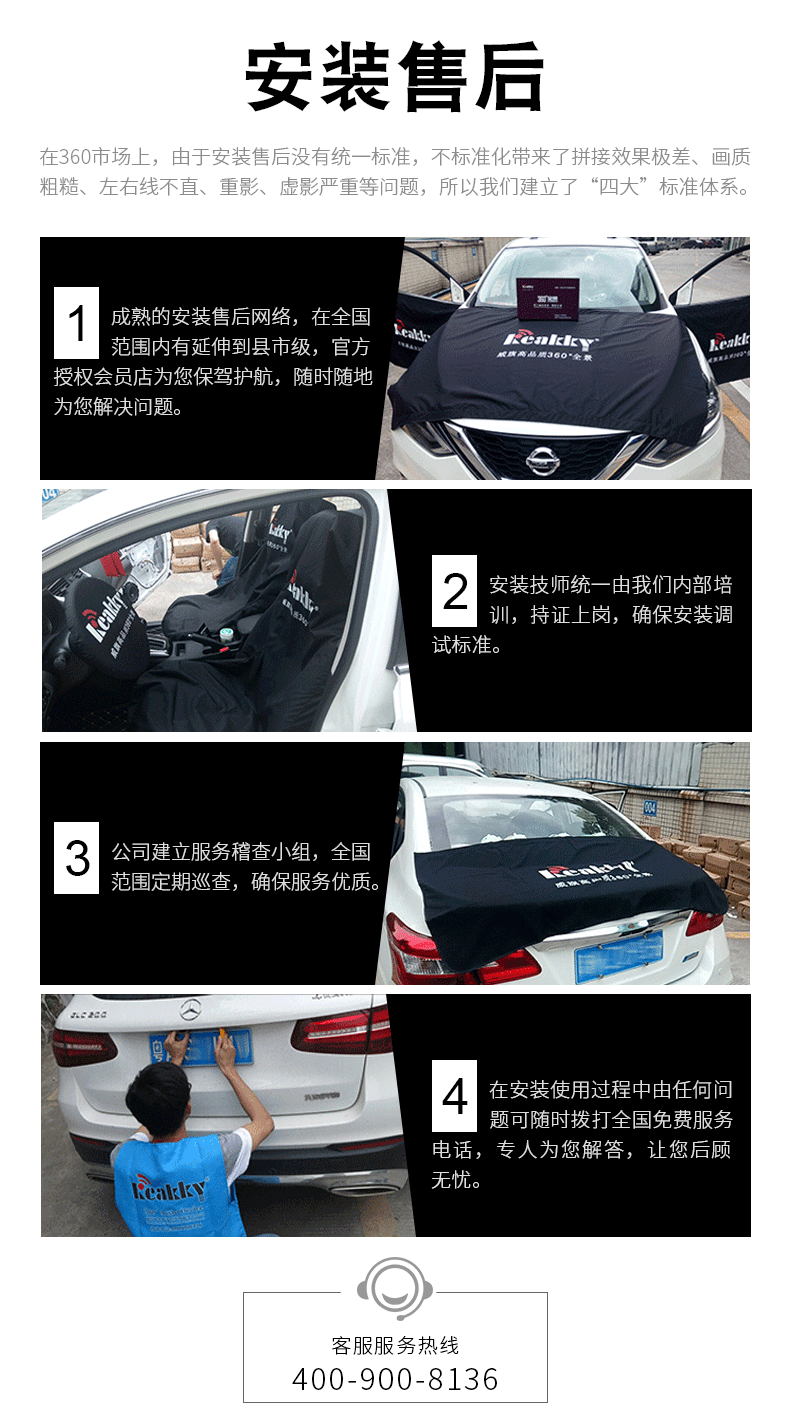 安装售后
在360市场上，由于安装售后没有统一标准，不标准化带来了拼接效果极差、画质
粗糙、左右线不直、重影、虚影严重等问题，所以我们建立了“四大”标准体系。
1
成熟的安装售后网络，在全国
范围内有延伸到县市级，官方
授权会员店为您保驾护航，随时随地
为您解决问题。
Keakky
威旗高品质360°全景
Keakky
Keakky
2
安装技师统一由我们内部培
训，持证上岗，确保安装调
试标准。
04
Keakky
3
公司建立服务稽查小组，全国
范围定期巡查，确保服务优质。
004
Keakky
威旗高品质360°全景
4
在安装使用过程中由任何问
题可随时拨打全国免费服务
电话，专人为您解答，让您后顾
无忧。
GLC 200
Keakky
客服服务热线
400-900-8136